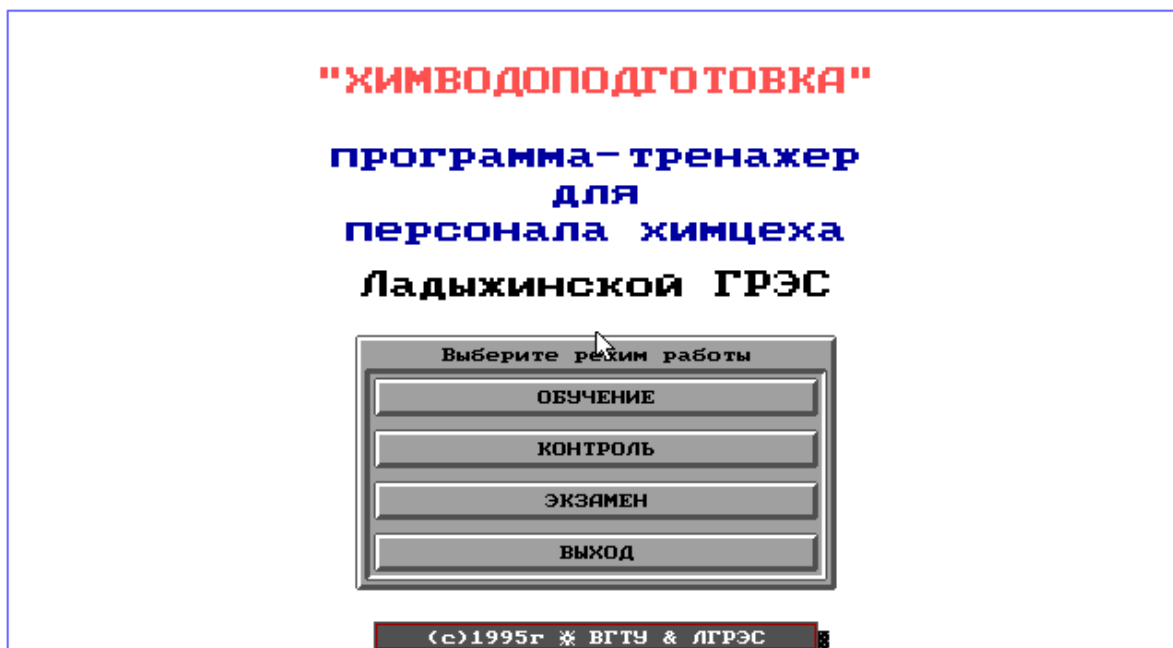 "ХИМВОДОПОДГОТОВКА"
программа-тренажер
для
персонала химцеха
Ладыжинской ГРЭС
Выберите режим работы
ОБУЧЕНИЕ
КОНТРОЛЬ
ЭКЗАМЕН
ВЫХОД
(c)1995г ☼ ВГТУ & ЛГРЭС